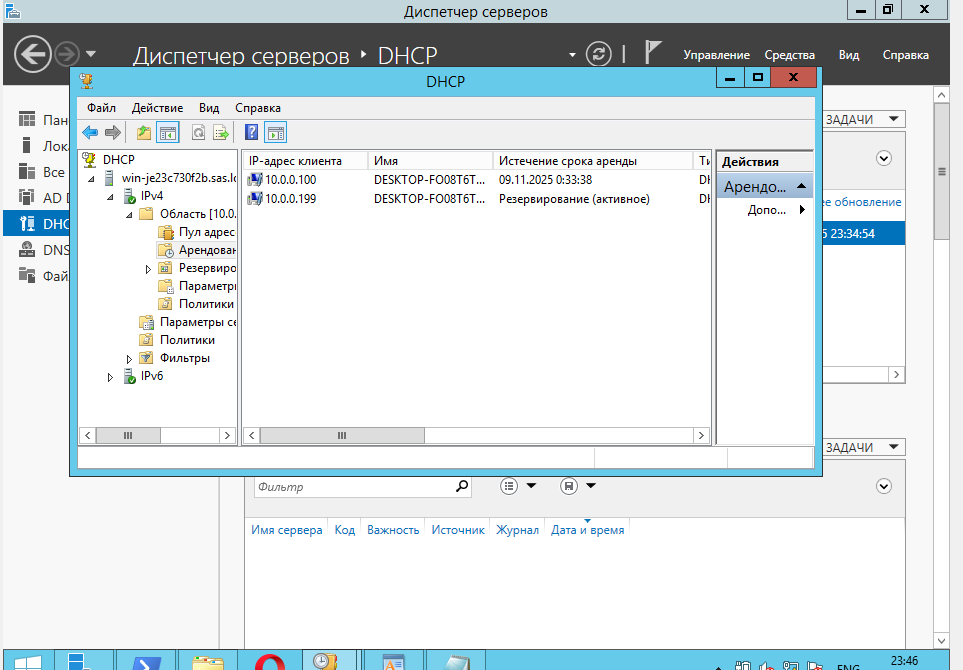 Диспетчер серверов
Диспетчер серверов ‣ DHCP
Управление Средства Вид Справка
DHCP
Файл Действие Вид Справка
DHCP
win-je23c730f2b.sas.lo
IPv4
Область [10.0.
Пул адрес
Арендован
Резервиро
Параметры
Политики
Параметры се
Политики
Фильтры
IPv6
IP-адрес клиента Имя Истечение срока аренды Ти
10.0.0.100 DESKTOP-FO08T6T... 09.11.2025 0:33:38 DH
10.0.0.199 DESKTOP-FO08T6T... Резервирование (активное) DH
Действия
Арендо...
Допо...
Пан
Лока
Все
AD D
DHC
DNS
Фай
ЗАДАЧИ
ее обновление
5 23:34:54
ЗАДАЧИ
Фильтр
Имя сервера Код Важность Источник Журнал Дата и время
ENG
23:46